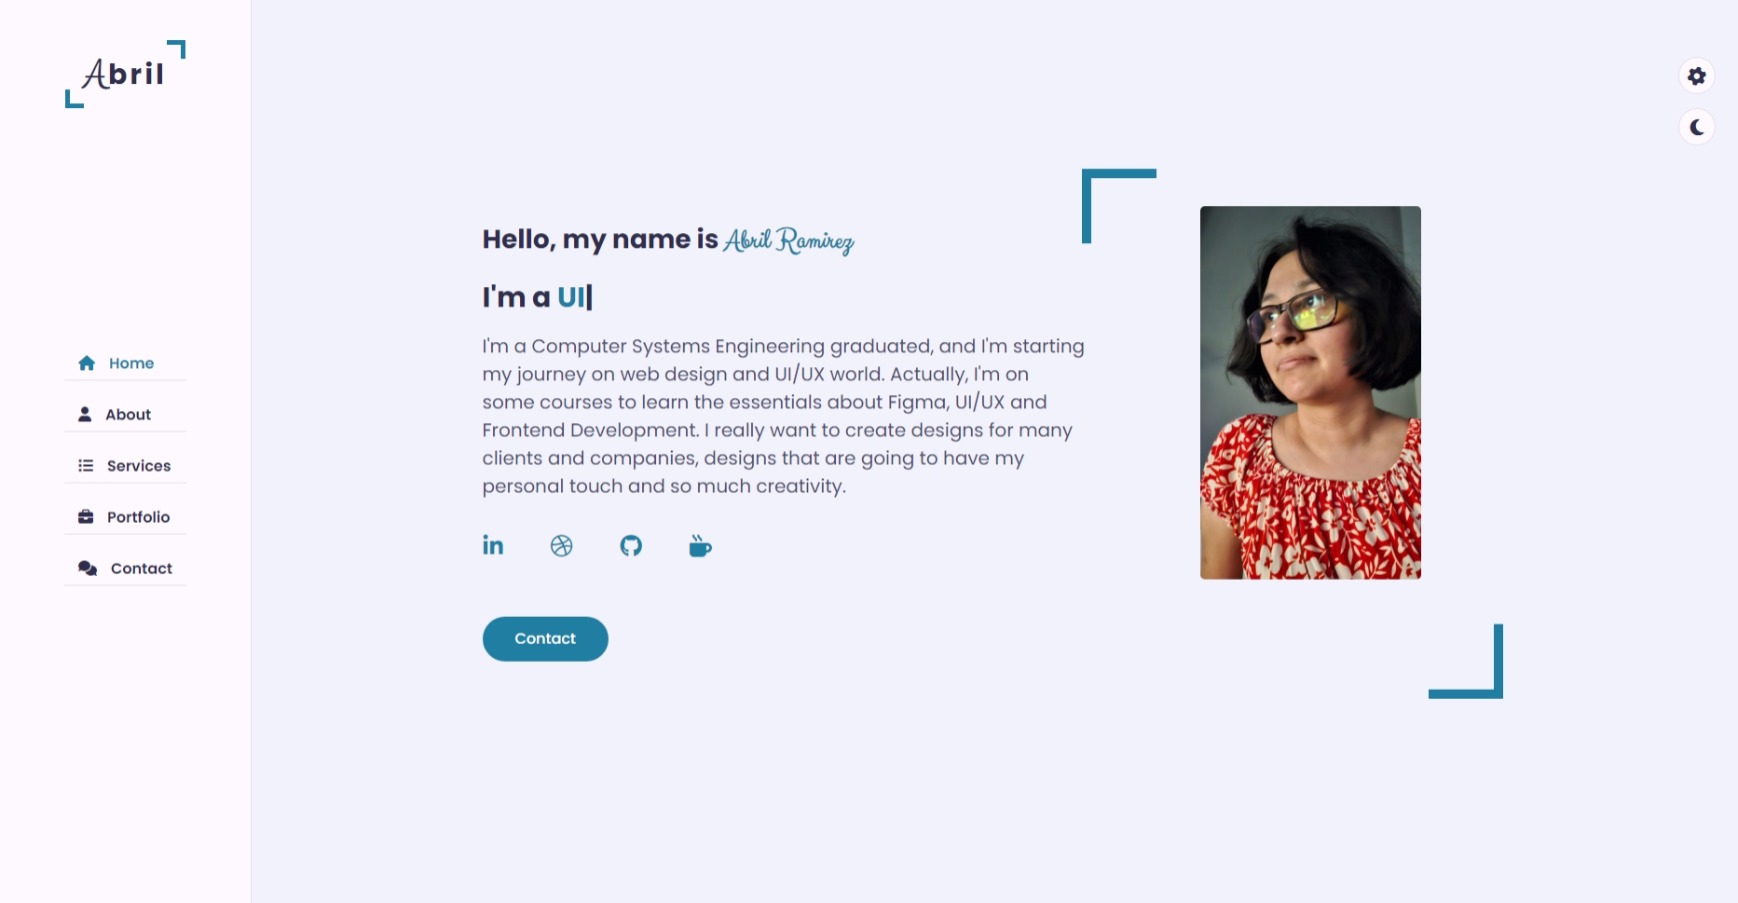 Abril
Home
About
Services
Portfolio
Contact
Hello, my name is Abril Ramirez
I'm a UI|
I'm a Computer Systems Engineering graduated, and I'm starting
my journey on web design and UI/UX world. Actually, I'm on
some courses to learn the essentials about Figma, UI/UX and
Frontend Development. I really want to create designs for many
clients and companies, designs that are going to have my
personal touch and so much creativity.
in
Contact